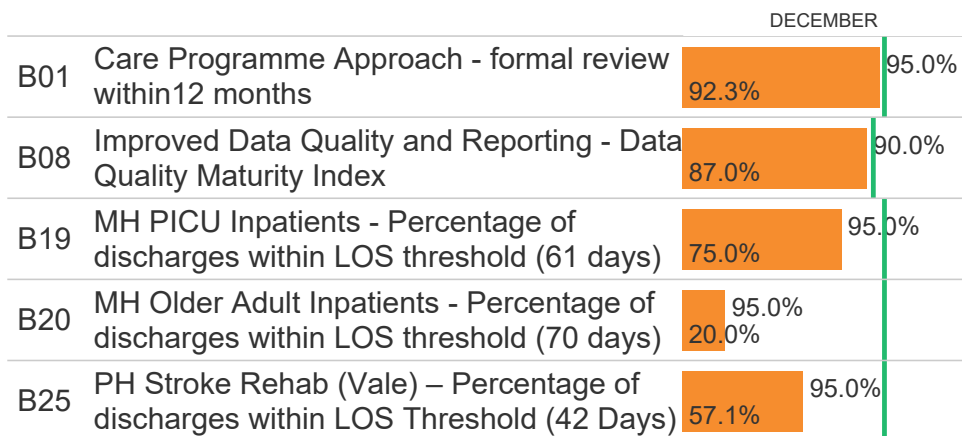 DECEMBER
B01 Care Programme Approach - formal review within12 months 92.3% 95.0%
B08 Improved Data Quality and Reporting - Data Quality Maturity Index 87.0% 90.0%
B19 MH PICU Inpatients - Percentage of discharges within LOS threshold (61 days) 75.0% 95.0%
B20 MH Older Adult Inpatients - Percentage of discharges within LOS threshold (70 days) 20.0% 95.0%
B25 PH Stroke Rehab (Vale) – Percentage of discharges within LOS Threshold (42 Days) 57.1% 95.0%